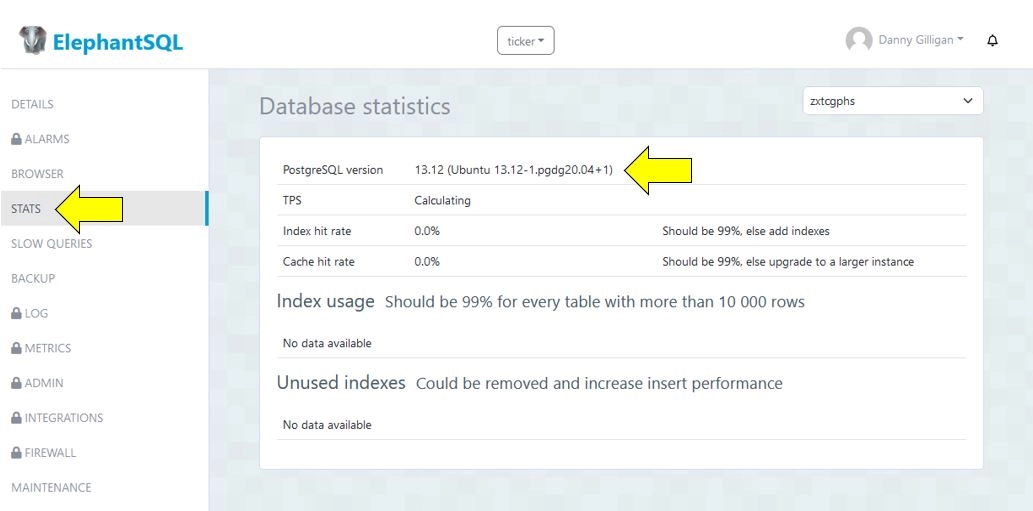 ElephantSQL
ticker
Danny Gilligan
DETAILS
ALARMS
BROWSER
STATS
SLOW QUERIES
BACKUP
LOG
METRICS
ADMIN
INTEGRATIONS
FIREWALL
MAINTENANCE
Database statistics
zxtcgphs
PostgreSQL version 13.12 (Ubuntu 13.12-1.pgdg20.04+1)
TPS Calculating
Index hit rate 0.0% Should be 99%, else add indexes
Cache hit rate 0.0% Should be 99%, else upgrade to a larger instance
Index usage Should be 99% for every table with more than 10 000 rows
No data available
Unused indexes Could be removed and increase insert performance
No data available